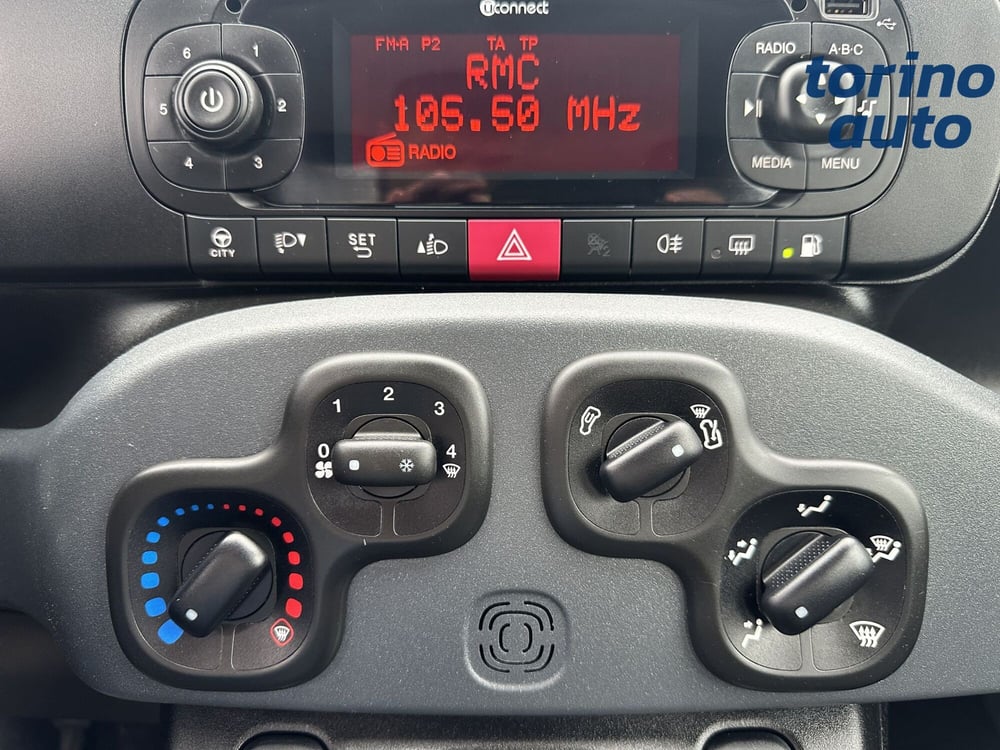 uconnect
FM-A P2 TA TP
RMC
105.50 MHz
RADIO
6 1
5 2
4 3
RADIO A·B·C
MEDIA MENU
torino
auto
CITY
SET
0 1 2 3 4